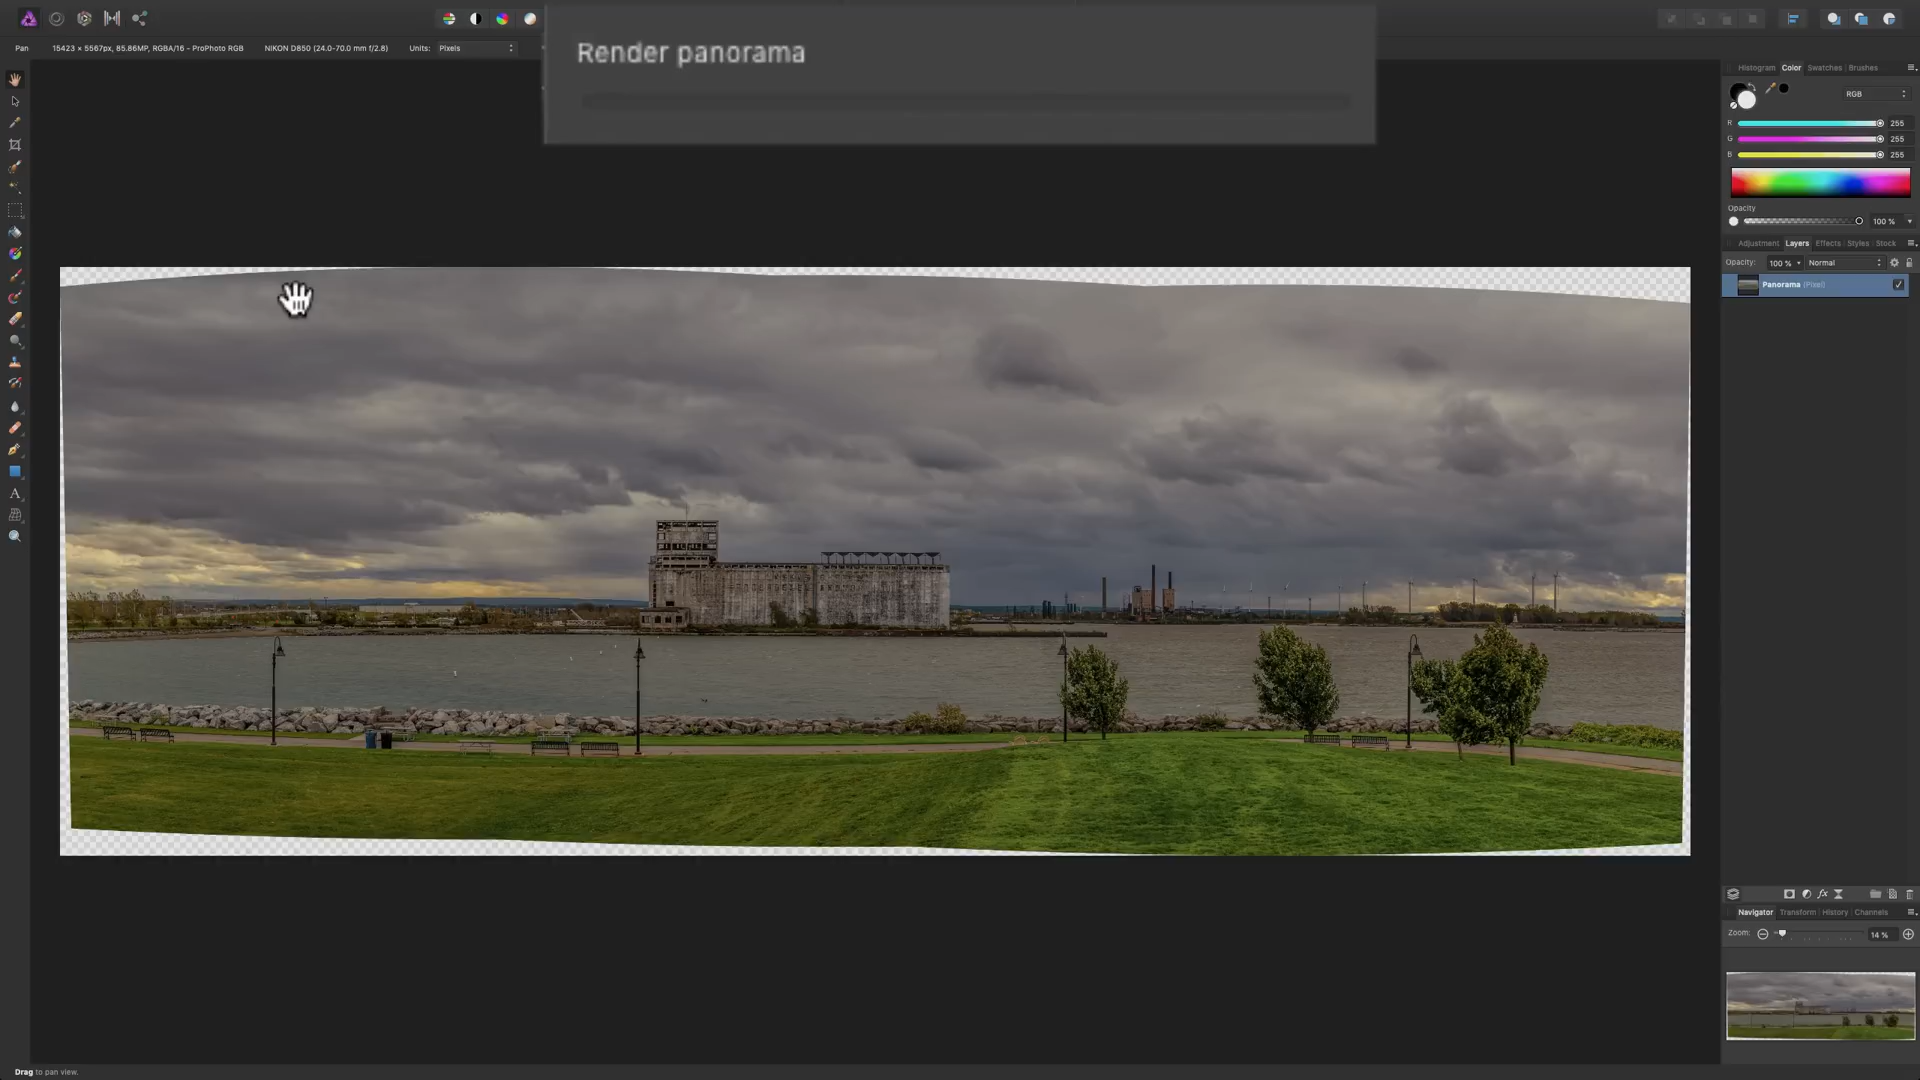 Render panorama
Pan
15423 × 5567px, 85.86MP, RGBA/16 - ProPhoto RGB
NIKON D850 (24.0-70.0 mm f/2.8)
Units:
Pixels
Histogram
Color
Swatches
Brushes
RGB
R
255
G
255
B
255
Opacity
100 %
Adjustment
Layers
Effects
Styles
Stock
Opacity:
100 %
Normal
Panorama (Pixel)
Navigator
Transform
History
Channels
Zoom:
14 %
Drag to pan view.